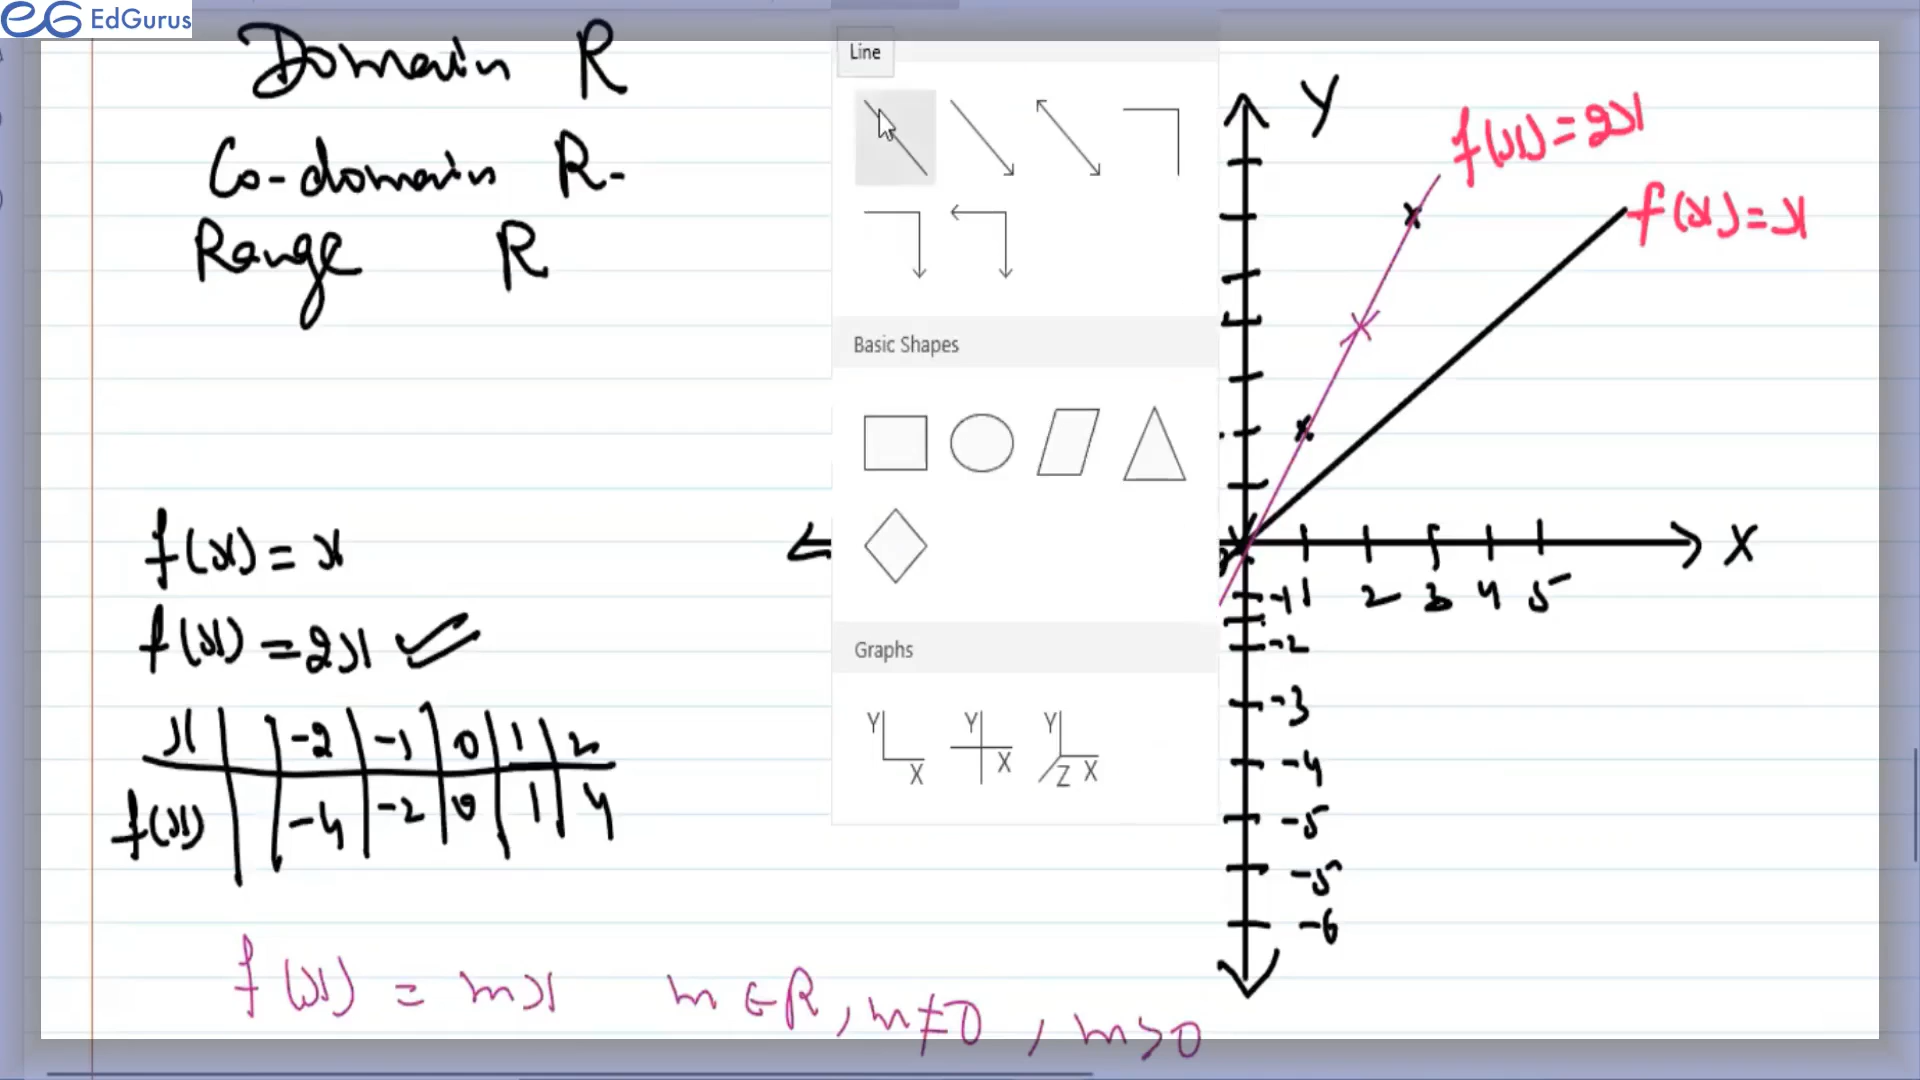 EdGurus
Domain R
Co-domain R-
Range R
f(x) = x
f(x) = 2x
x -2 -1 0 1 2
f(x) -4 -2 0 1 4
f(x) = mx m ∈ R, m ≠ 0, m > 0
Line
Basic Shapes
Graphs
Y X
Y X
Y Z X
Y
f(x) = 2x
f(x) = x
X
-1 1 2 3 4 5
-2
-3
-4
-5
-5
-6